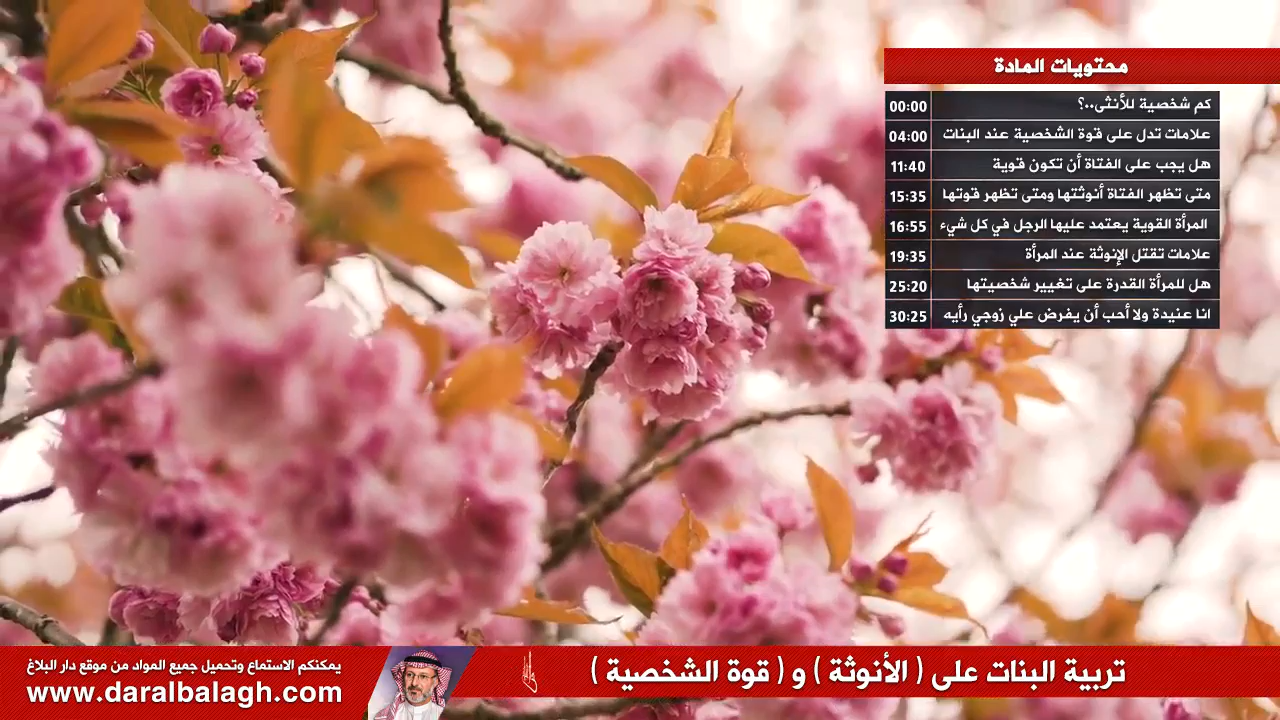 محتويات المادة
كم شخصية للأنثى..؟ 00:00
علامات تدل على قوة الشخصية عند البنات 04:00
هل يجب على الفتاة أن تكون قوية 11:40
متى تظهر الفتاة أنوثتها ومتى تظهر قوتها 15:35
المرأة القوية يعتمد عليها الرجل في كل شيء 16:55
علامات تقتل الإنوثة عند المرأة 19:35
هل للمرأة القدرة على تغيير شخصيتها 25:20
انا عنيدة ولا أحب أن يفرض علي زوجي رأيه 30:25
تربية البنات على ( الأنوثة ) و ( قوة الشخصية )
يمكنكم الاستماع وتحميل جميع المواد من موقع دار البلاغ
www.daralbalagh.com